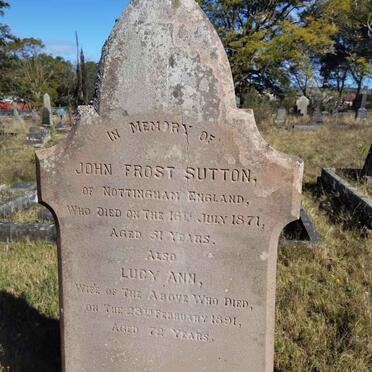 IN MEMORY OF
JOHN FROST SUTTON,
OF NOTTINGHAM ENGLAND,
WHO DIED ON THE 16TH JULY 1871,
AGED 51 YEARS.
ALSO
LUCY ANN,
WIFE OF THE ABOVE WHO DIED,
ON THE 23RD FEBRUARY 1891,
AGED 72 YEARS.